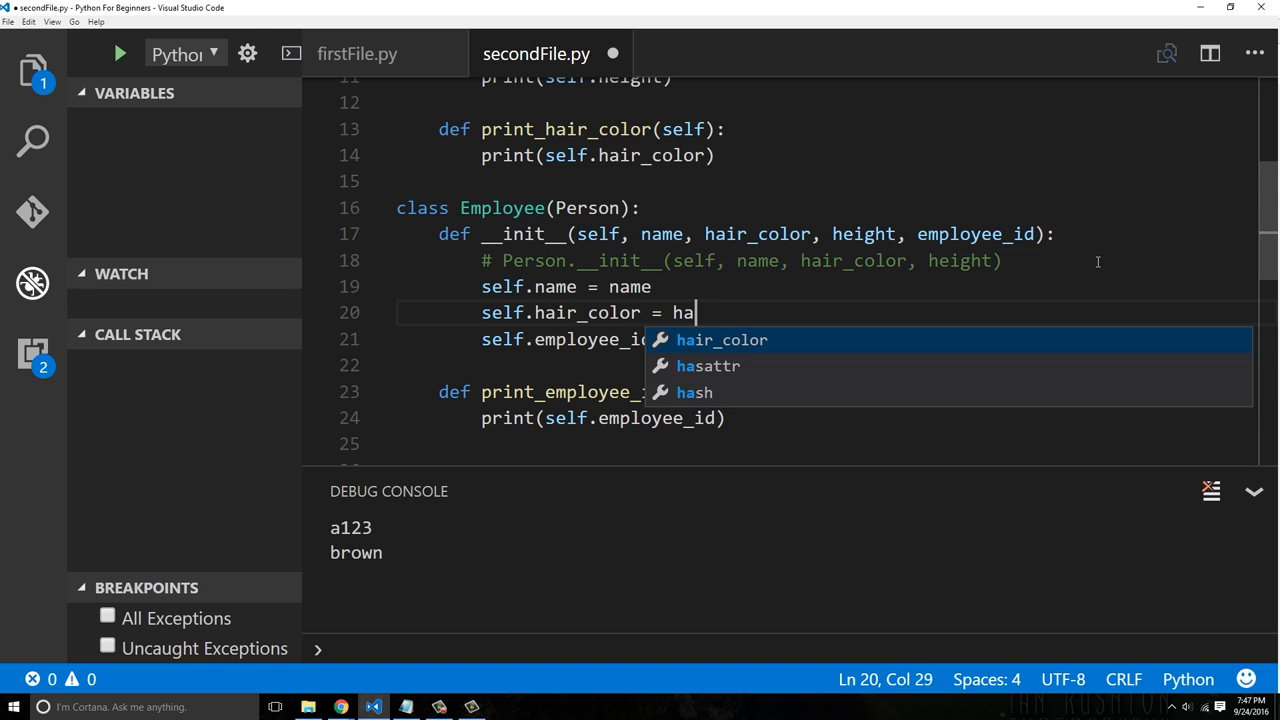 ● secondFile.py - Python For Beginners - Visual Studio Code
File Edit View Go Help
1
2
Pythor
firstFile.py
secondFile.py
VARIABLES
WATCH
CALL STACK
BREAKPOINTS
All Exceptions
Uncaught Exceptions
11 print(self.height)
12
13 def print_hair_color(self):
14 print(self.hair_color)
15
16 class Employee(Person):
17 def __init__(self, name, hair_color, height, employee_id):
18 # Person.__init__(self, name, hair_color, height)
19 self.name = name
20 self.hair_color = ha
hair_color
hasattr
hash
21 self.employee_id
22
23 def print_employee_i
24 print(self.employee_id)
25
DEBUG CONSOLE
a123
brown
0 0
Ln 20, Col 29 Spaces: 4 UTF-8 CRLF Python
I'm Cortana. Ask me anything.
7:47 PM
9/24/2016